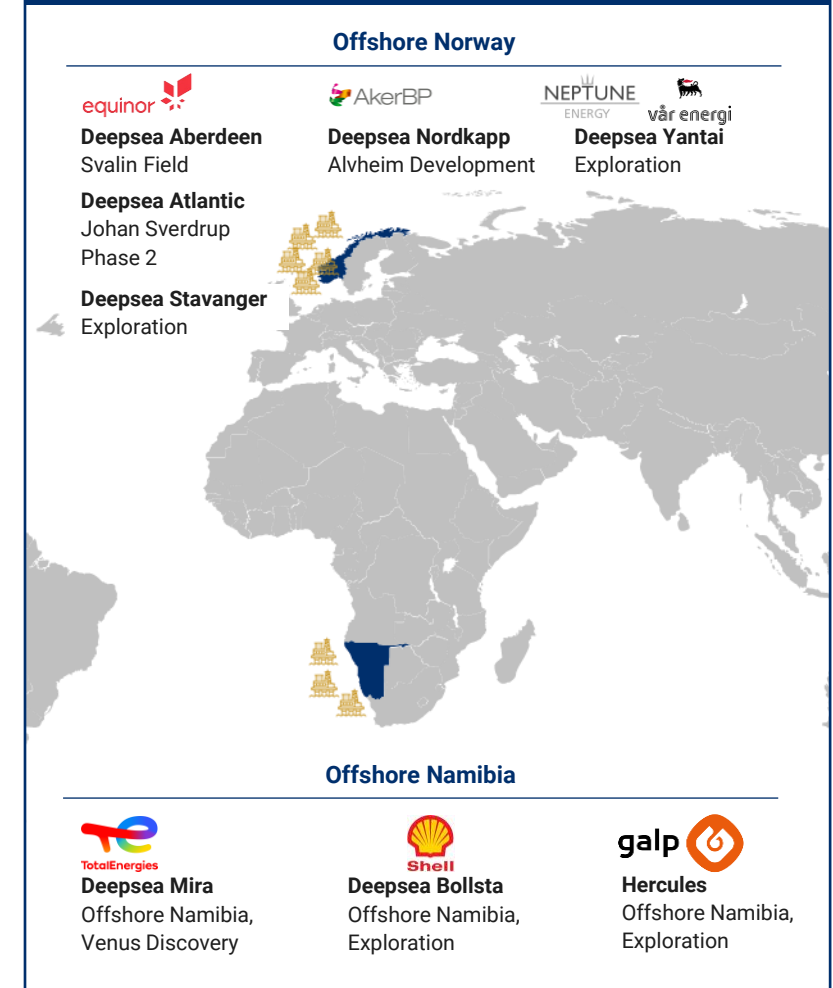 Offshore Norway
equinor
Deepsea Aberdeen
Svalin Field
Deepsea Atlantic
Johan Sverdrup
Phase 2
Deepsea Stavanger
Exploration
AkerBP
Deepsea Nordkapp
Alvheim Development
NEPTUNE
ENERGY
vår energi
Deepsea Yantai
Exploration
Offshore Namibia
TotalEnergies
Deepsea Mira
Offshore Namibia,
Venus Discovery
Shell
Deepsea Bollsta
Offshore Namibia,
Exploration
galp
Hercules
Offshore Namibia,
Exploration